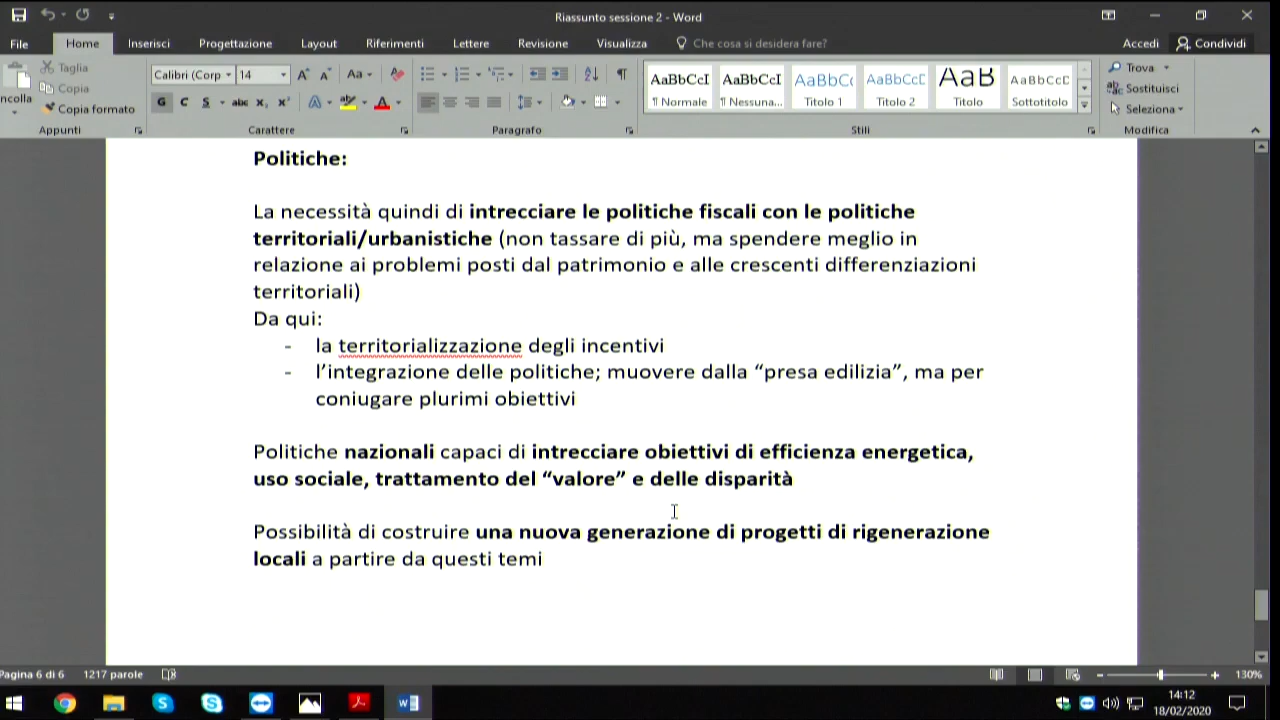 Riassunto sessione 2 - Word
File Home Inserisci Progettazione Layout Riferimenti Lettere Revisione Visualizza Che cosa si desidera fare? Accedi Condividi
Taglia
Copia
Copia formato
ncolla
Appunti
Calibri (Corp 14
Aa
G C S abc X₂ X²
Carattere
Paragrafo
AaBbCcI AaBbCcI AaBbC( AaBbCcC AaB AaBbCcC
¶ Normale ¶ Nessuna... Titolo 1 Titolo 2 Titolo Sottotitolo
Stili
Trova
Sostituisci
Seleziona
Modifica
Politiche:
La necessità quindi di intrecciare le politiche fiscali con le politiche
territoriali/urbanistiche (non tassare di più, ma spendere meglio in
relazione ai problemi posti dal patrimonio e alle crescenti differenziazioni
territoriali)
Da qui:
- la territorializzazione degli incentivi
- l’integrazione delle politiche; muovere dalla “presa edilizia”, ma per
coniugare plurimi obiettivi
Politiche nazionali capaci di intrecciare obiettivi di efficienza energetica,
uso sociale, trattamento del “valore” e delle disparità
Possibilità di costruire una nuova generazione di progetti di rigenerazione
locali a partire da questi temi
Pagina 6 di 6 1217 parole 130%
14:12
18/02/2020